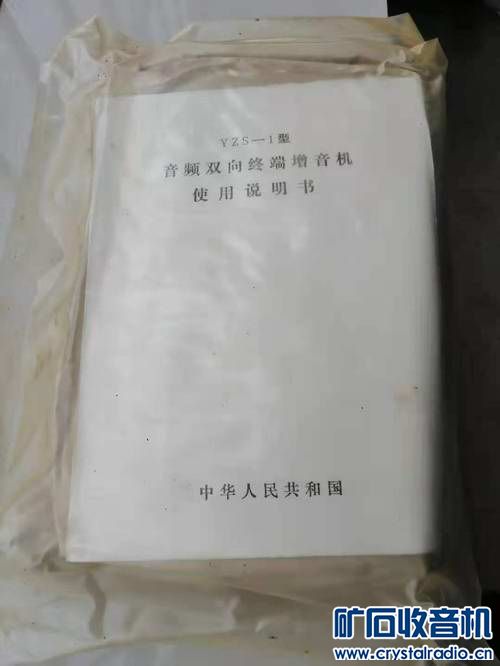 YZS—1型
音频双向终端增音机
使用说明书
中华人民共和国
矿石收音机
www.crystalradio.cn